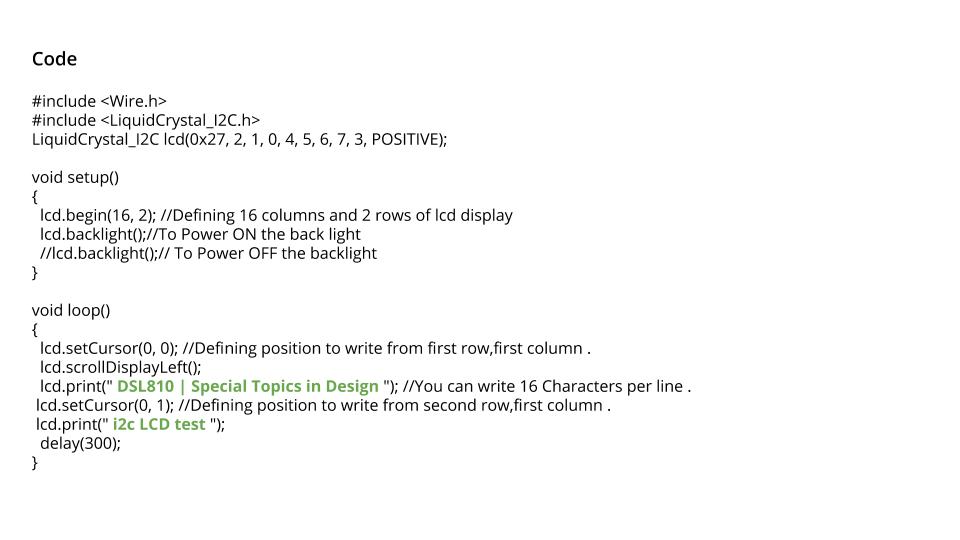 Code
#include <Wire.h>
#include <LiquidCrystal_I2C.h>
LiquidCrystal_I2C lcd(0x27, 2, 1, 0, 4, 5, 6, 7, 3, POSITIVE);
void setup()
{
lcd.begin(16, 2); //Defining 16 columns and 2 rows of lcd display
lcd.backlight();//To Power ON the back light
//lcd.backlight();// To Power OFF the backlight
}
void loop()
{
lcd.setCursor(0, 0); //Defining position to write from first row,first column .
lcd.scrollDisplayLeft();
lcd.print(" DSL810 | Special Topics in Design "); //You can write 16 Characters per line .
lcd.setCursor(0, 1); //Defining position to write from second row,first column .
lcd.print(" i2c LCD test ");
delay(300);
}